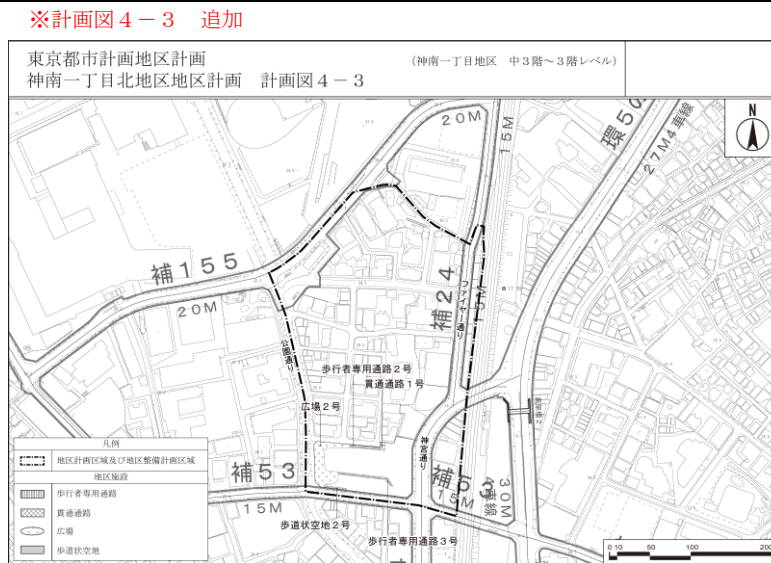 ※計画図４－３　追加
東京都市計画地区計画
神南一丁目北地区地区計画　計画図４－３
（神南一丁目地区　中３階～３階レベル）
N
20M
15M
環5の
27M4車線
補155
20M
補24
ファイヤー通り
15M
公園通り
歩行者専用通路２号
貫通通路１号
広場２号
神宮通り
補53
15M
補53
15M
4車線
30M
歩道状空地２号
歩行者専用通路３号
凡例
地区計画区域及び地区整備計画区域
地区施設
歩行者専用通路
貫通通路
広場
歩道状空地
0 10 50 100 200